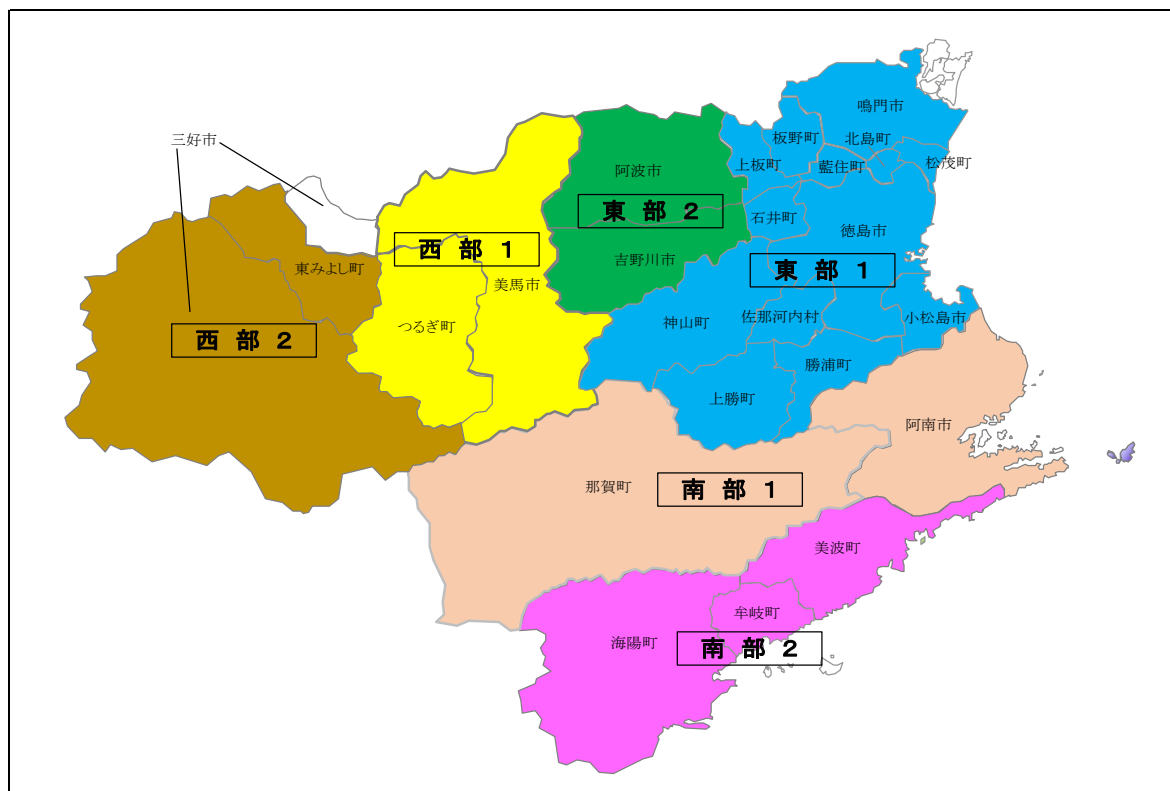 鳴門市
板野町
北島町
三好市
上板町
藍住町
松茂町
阿波市
東部2
石井町
徳島市
西部1
吉野川市
東部1
東みよし町
美馬市
つるぎ町
西部2
神山町
佐那河内村
小松島市
勝浦町
上勝町
阿南市
那賀町
南部1
美波町
牟岐町
海陽町
南部2